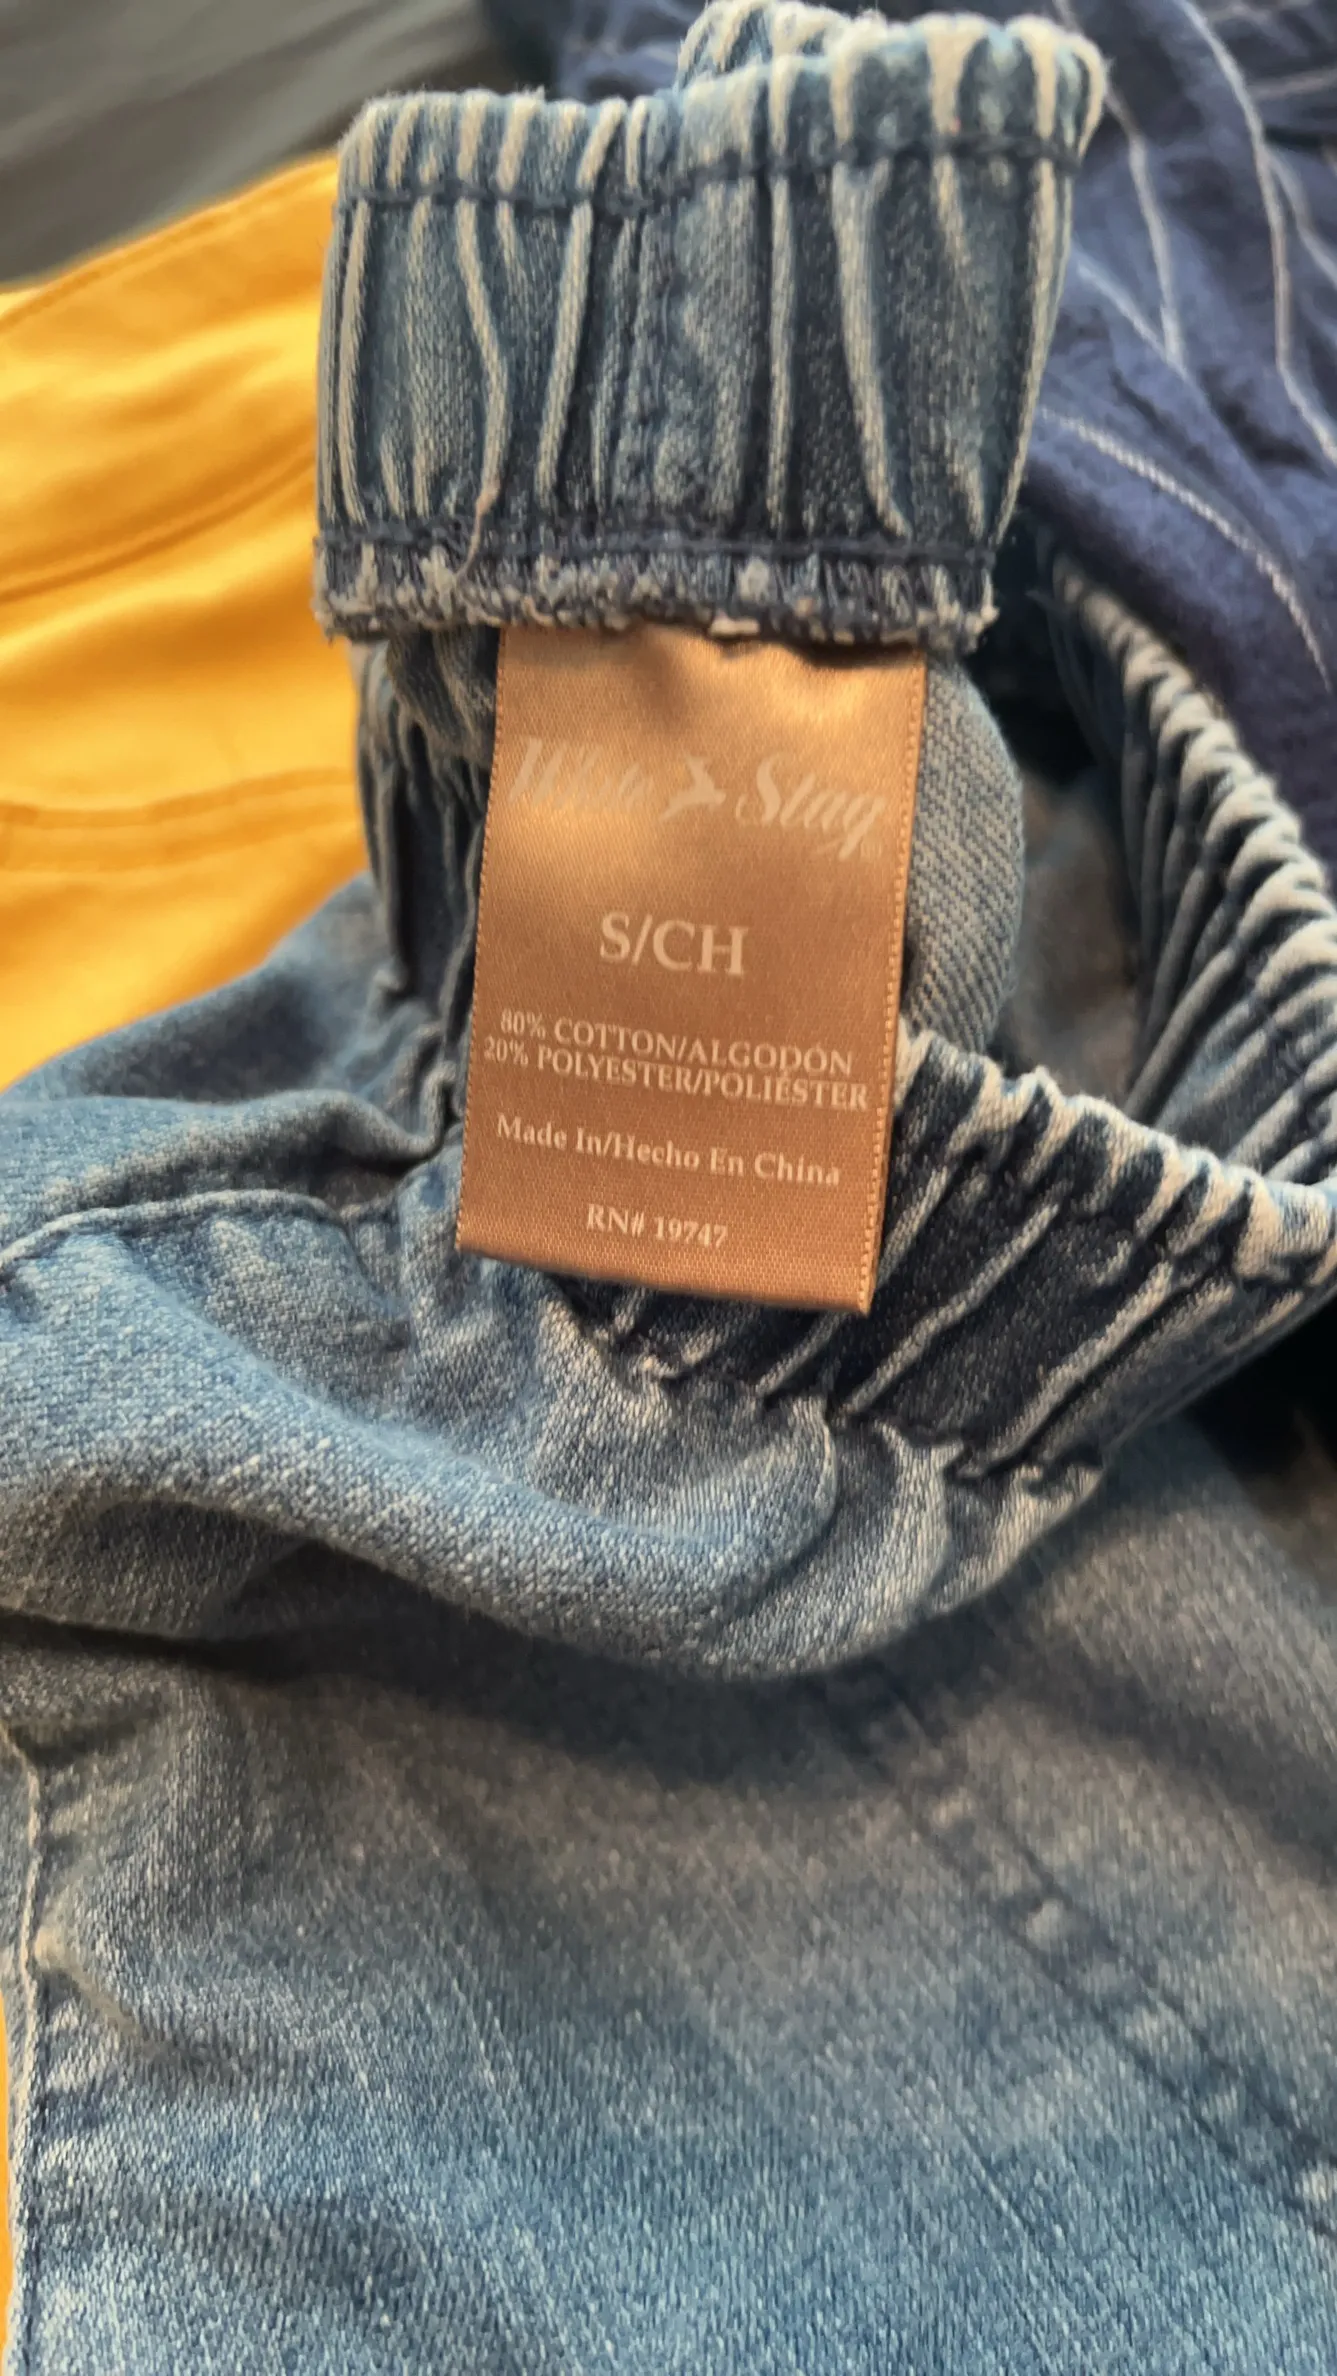 White Stag
S/CH
80% COTTON/ALGODÓN
20% POLYESTER/POLIÉSTER
Made In/Hecho En China
RN# 19747